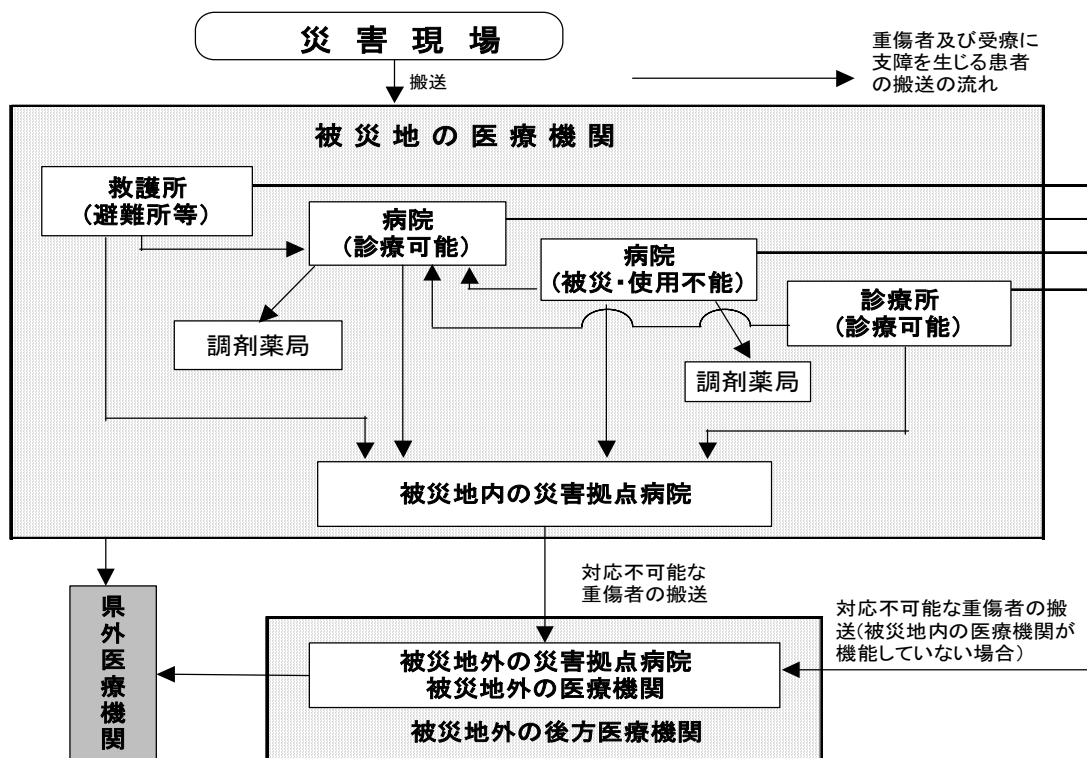 災害現場
搬送
重傷者及び受療に
支障を生じる患者
の搬送の流れ
被災地の医療機関
救護所
(避難所等)
病院
(診療可能)
病院
(被災・使用不能)
診療所
(診療可能)
調剤薬局
調剤薬局
被災地内の災害拠点病院
対応不可能な
重傷者の搬送
対応不可能な重傷者の搬
送(被災地内の医療機関が
機能していない場合)
県外医療機関
被災地外の災害拠点病院
被災地外の医療機関
被災地外の後方医療機関